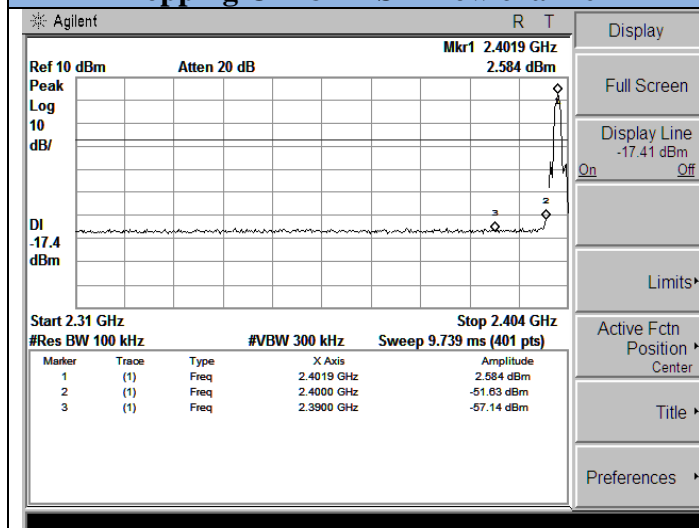 Agilent R T
Mkr1 2.4019 GHz
Ref 10 dBm Atten 20 dB 2.584 dBm
Peak
Log
10
dB/
3
2
DI
-17.4
dBm
Start 2.31 GHz Stop 2.404 GHz
#Res BW 100 kHz #VBW 300 kHz Sweep 9.739 ms (401 pts)
Marker Trace Type X Axis Amplitude
1 (1) Freq 2.4019 GHz 2.584 dBm
2 (1) Freq 2.4000 GHz -51.63 dBm
3 (1) Freq 2.3900 GHz -57.14 dBm
Display
Full Screen
Display Line
-17.41 dBm
On Off
Limits
Active Fctn
Position
Center
Title
Preferences